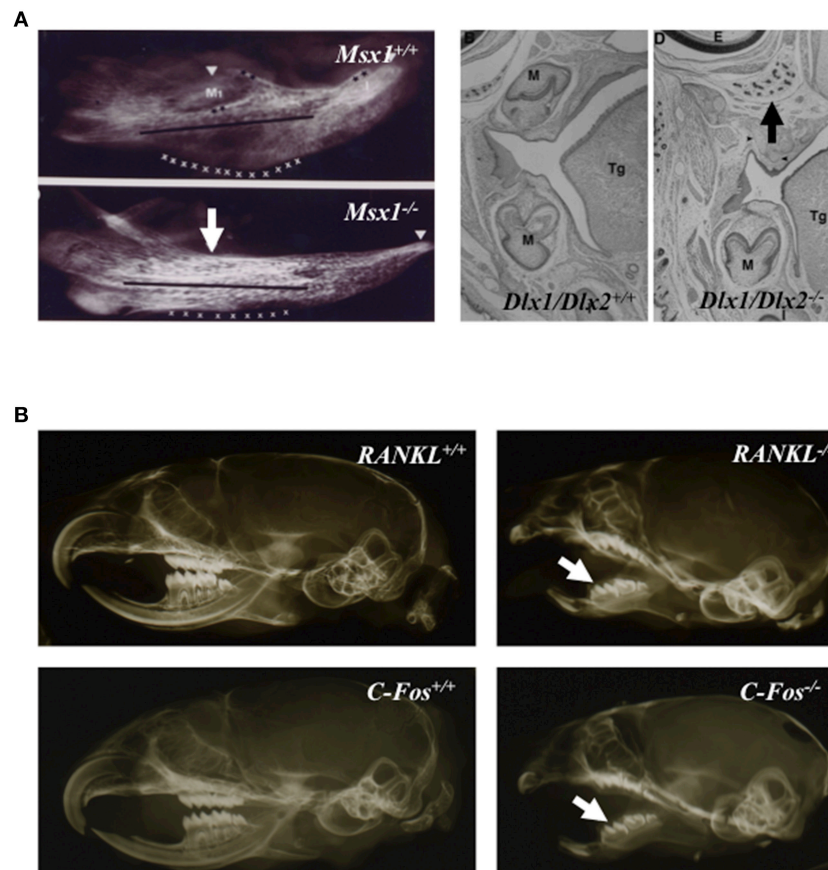 A
Msx1+/+
M1
Msx1-/-
B
M
Tg
M
Dlx1/Dlx2+/+
D
E
Tg
M
Dlx1/Dlx2-/-
B
RANKL+/+
RANKL-/
C-Fos+/+
C-Fos-/-